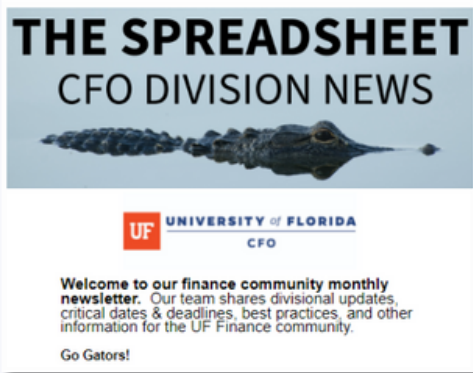 THE SPREADSHEET
CFO DIVISION NEWS
UF UNIVERSITY of FLORIDA
CFO
Welcome to our finance community monthly
newsletter. Our team shares divisional updates,
critical dates & deadlines, best practices, and other
information for the UF Finance community.
Go Gators!